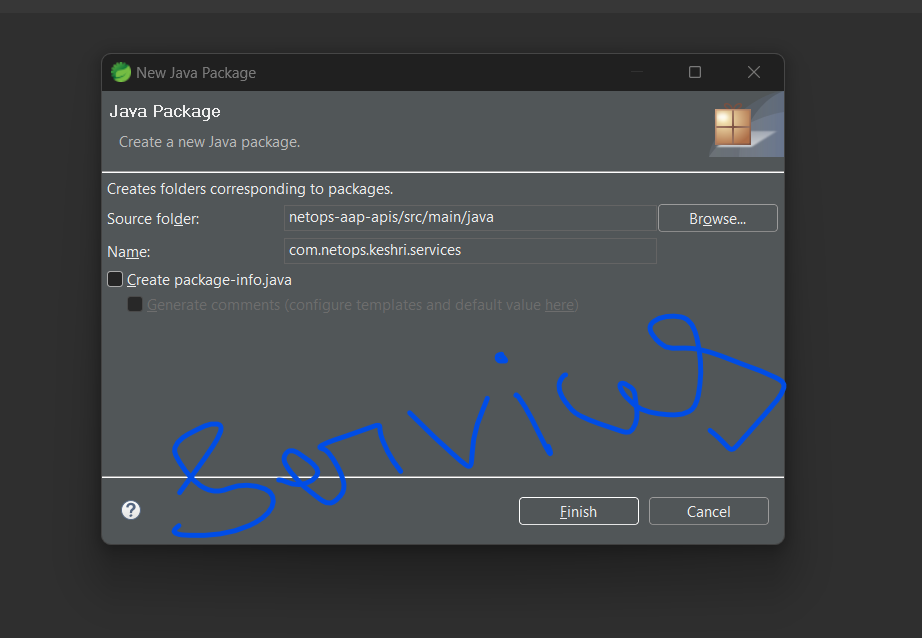 New Java Package
Java Package
Create a new Java package.
Creates folders corresponding to packages.
Source folder: netops-aap-apis/src/main/java Browse...
Name: com.netops.keshri.services
Create package-info.java
Generate comments (configure templates and default value here)
Services
? Finish Cancel